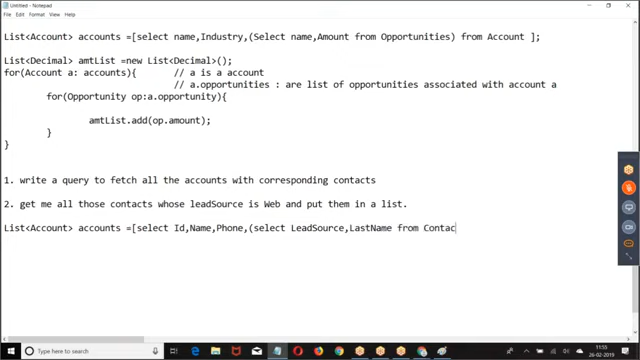 Untitled - Notepad
File Edit Format View Help
List<Account> accounts =[select name,Industry,(Select name,Amount from Opportunities) from Account ];
List<Decimal> amtList =new List<Decimal>();
for(Account a: accounts){ // a is a account
// a.opportunities : are list of opportunities associated with account a
for(Opportunity op:a.opportunity){
amtList.add(op.amount);
}
}
1. write a query to fetch all the accounts with corresponding contacts
2. get me all those contacts whose leadSource is Web and put them in a list.
List<Account> accounts =[select Id,Name,Phone,(select LeadSource,LastName from Contac
Type here to search
11:55
26-02-2019